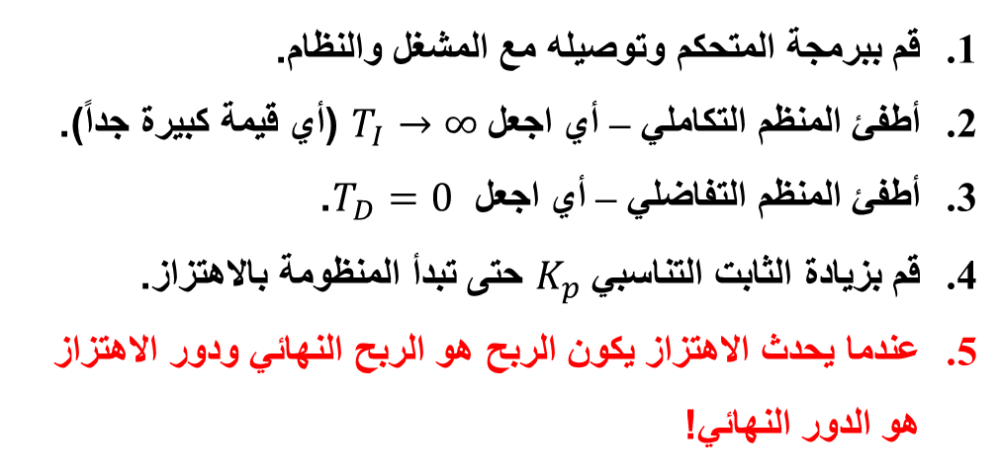 1. قم ببرمجة المتحكم وتوصيله مع المشغل والنظام.
2. أطفئ المنظم التكاملي – أي اجعل T_I → ∞ (أي قيمة كبيرة جداً).
3. أطفئ المنظم التفاضلي – أي اجعل T_D = 0.
4. قم بزيادة الثابت التناسبي K_p حتى تبدأ المنظومة بالاهتزاز.
5. عندما يحدث الاهتزاز يكون الربح هو الربح النهائي ودور الاهتزاز
هو الدور النهائي!